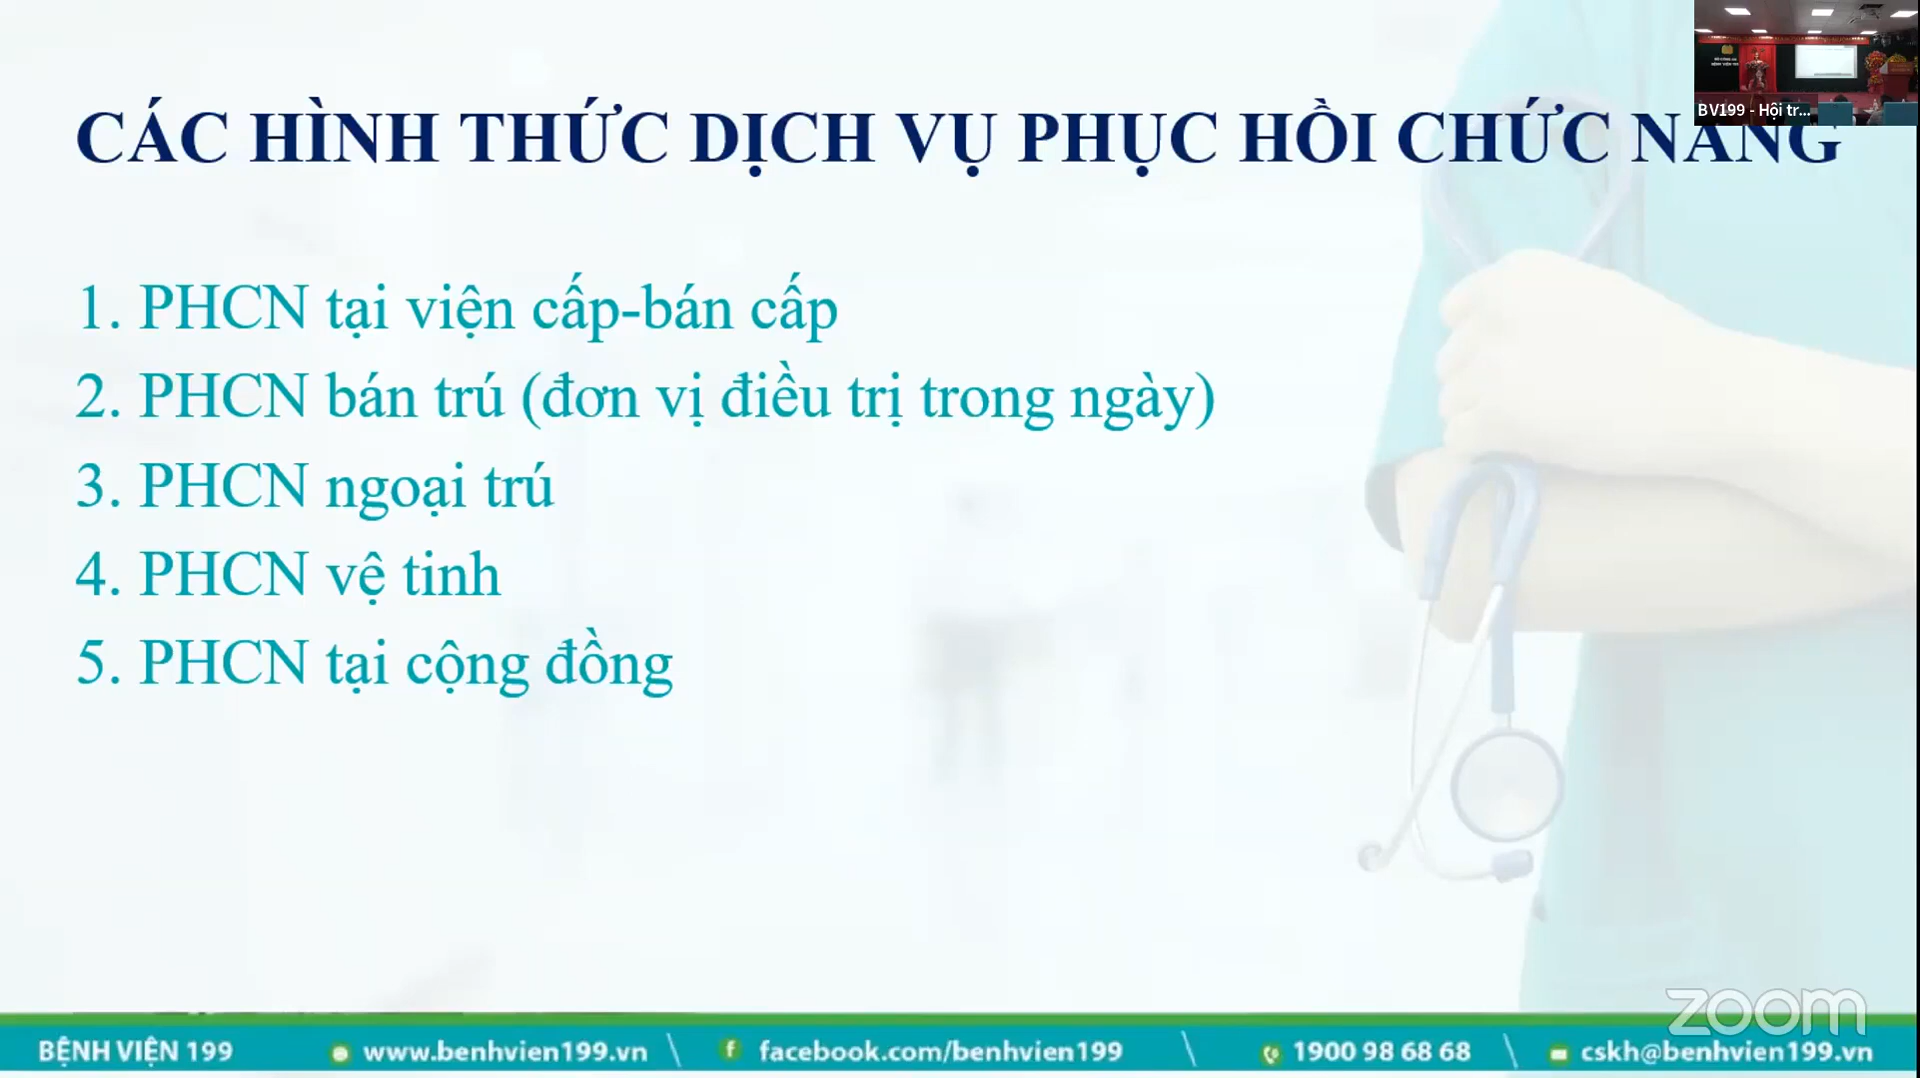 BV199 - Hội tr...
CÁC HÌNH THỨC DỊCH VỤ PHỤC HỒI CHỨC NĂNG
1. PHCN tại viện cấp-bán cấp
2. PHCN bán trú (đơn vị điều trị trong ngày)
3. PHCN ngoại trú
4. PHCN vệ tinh
5. PHCN tại cộng đồng
zoom
BỆNH VIỆN 199 www.benhvien199.vn facebook.com/benhvien199 1900 98 68 68 cskh@benhvien199.vn